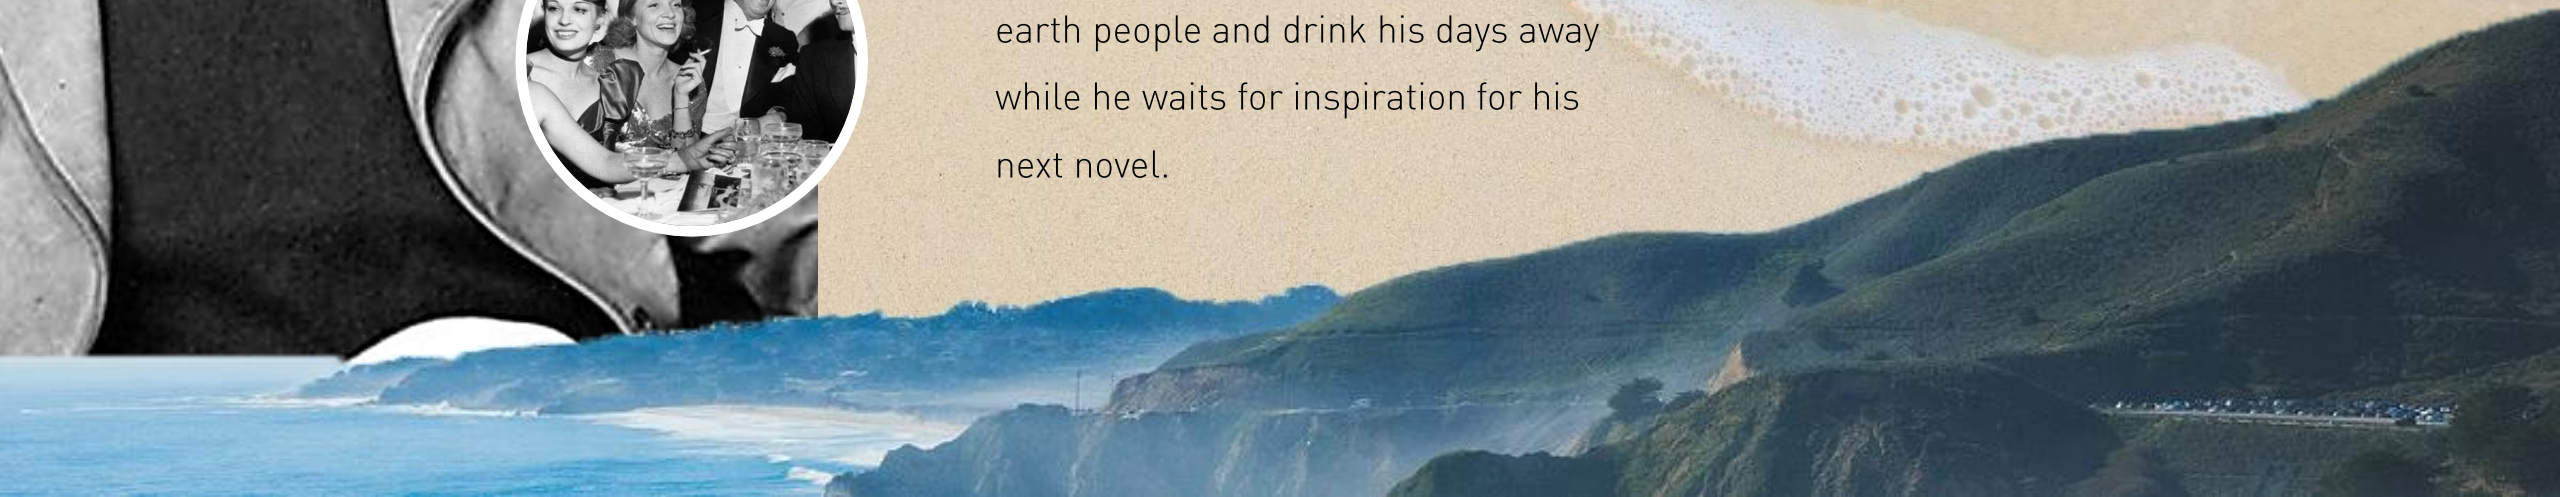 earth people and drink his days away
while he waits for inspiration for his
next novel.